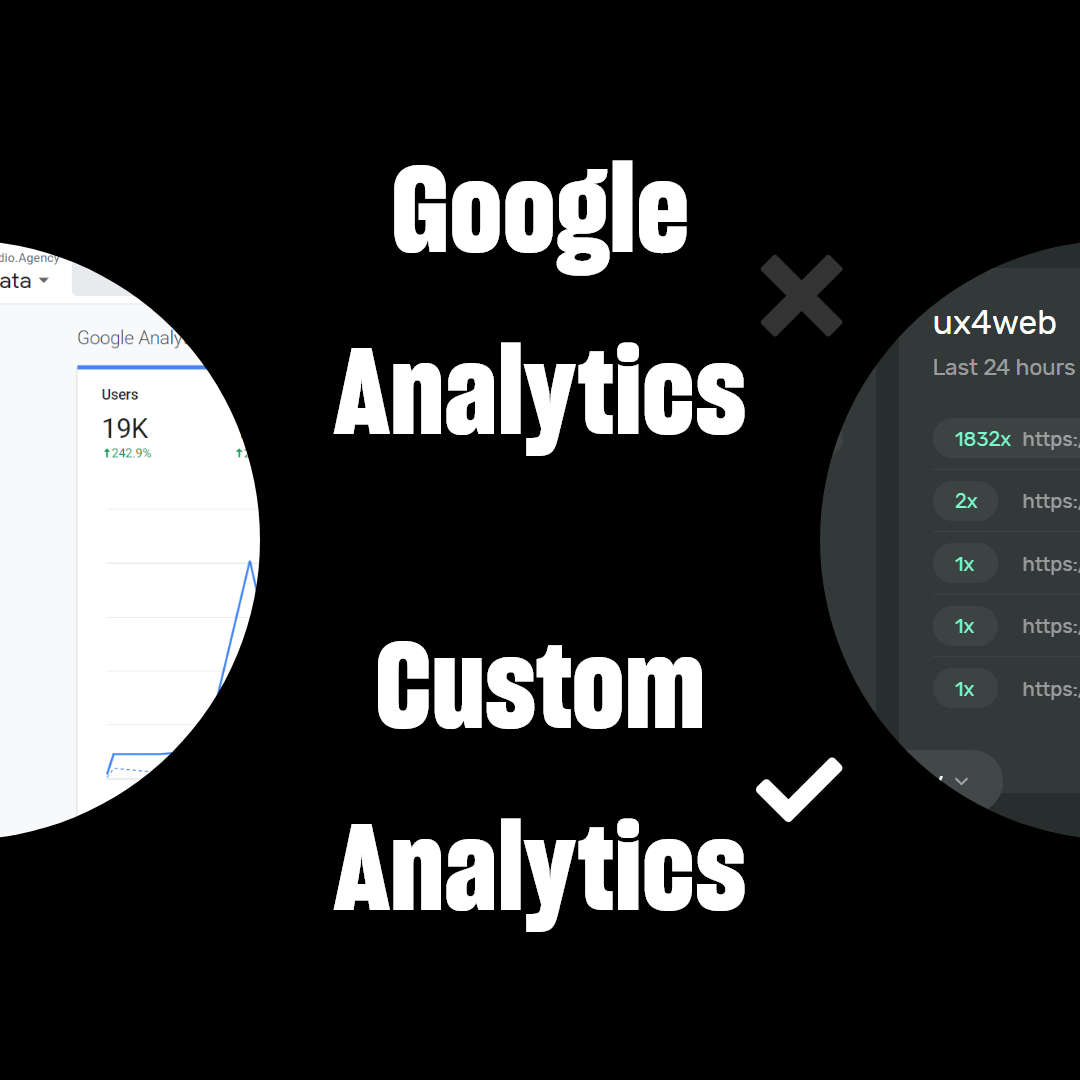 Google
Analytics
Custom
Analytics
dio.Agency
ata
Google Analy
Users
19K
242.9%
ux4web
Last 24 hours
1832x https:/
2x https:/
1x https:/
1x https:/
1x https:/